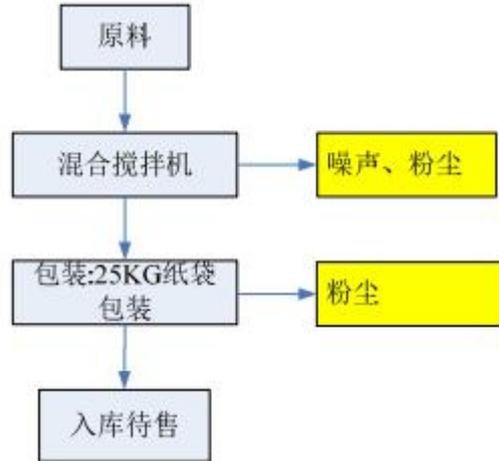 原料
混合搅拌机
噪声、粉尘
包装:25KG纸袋
包装
粉尘
入库待售